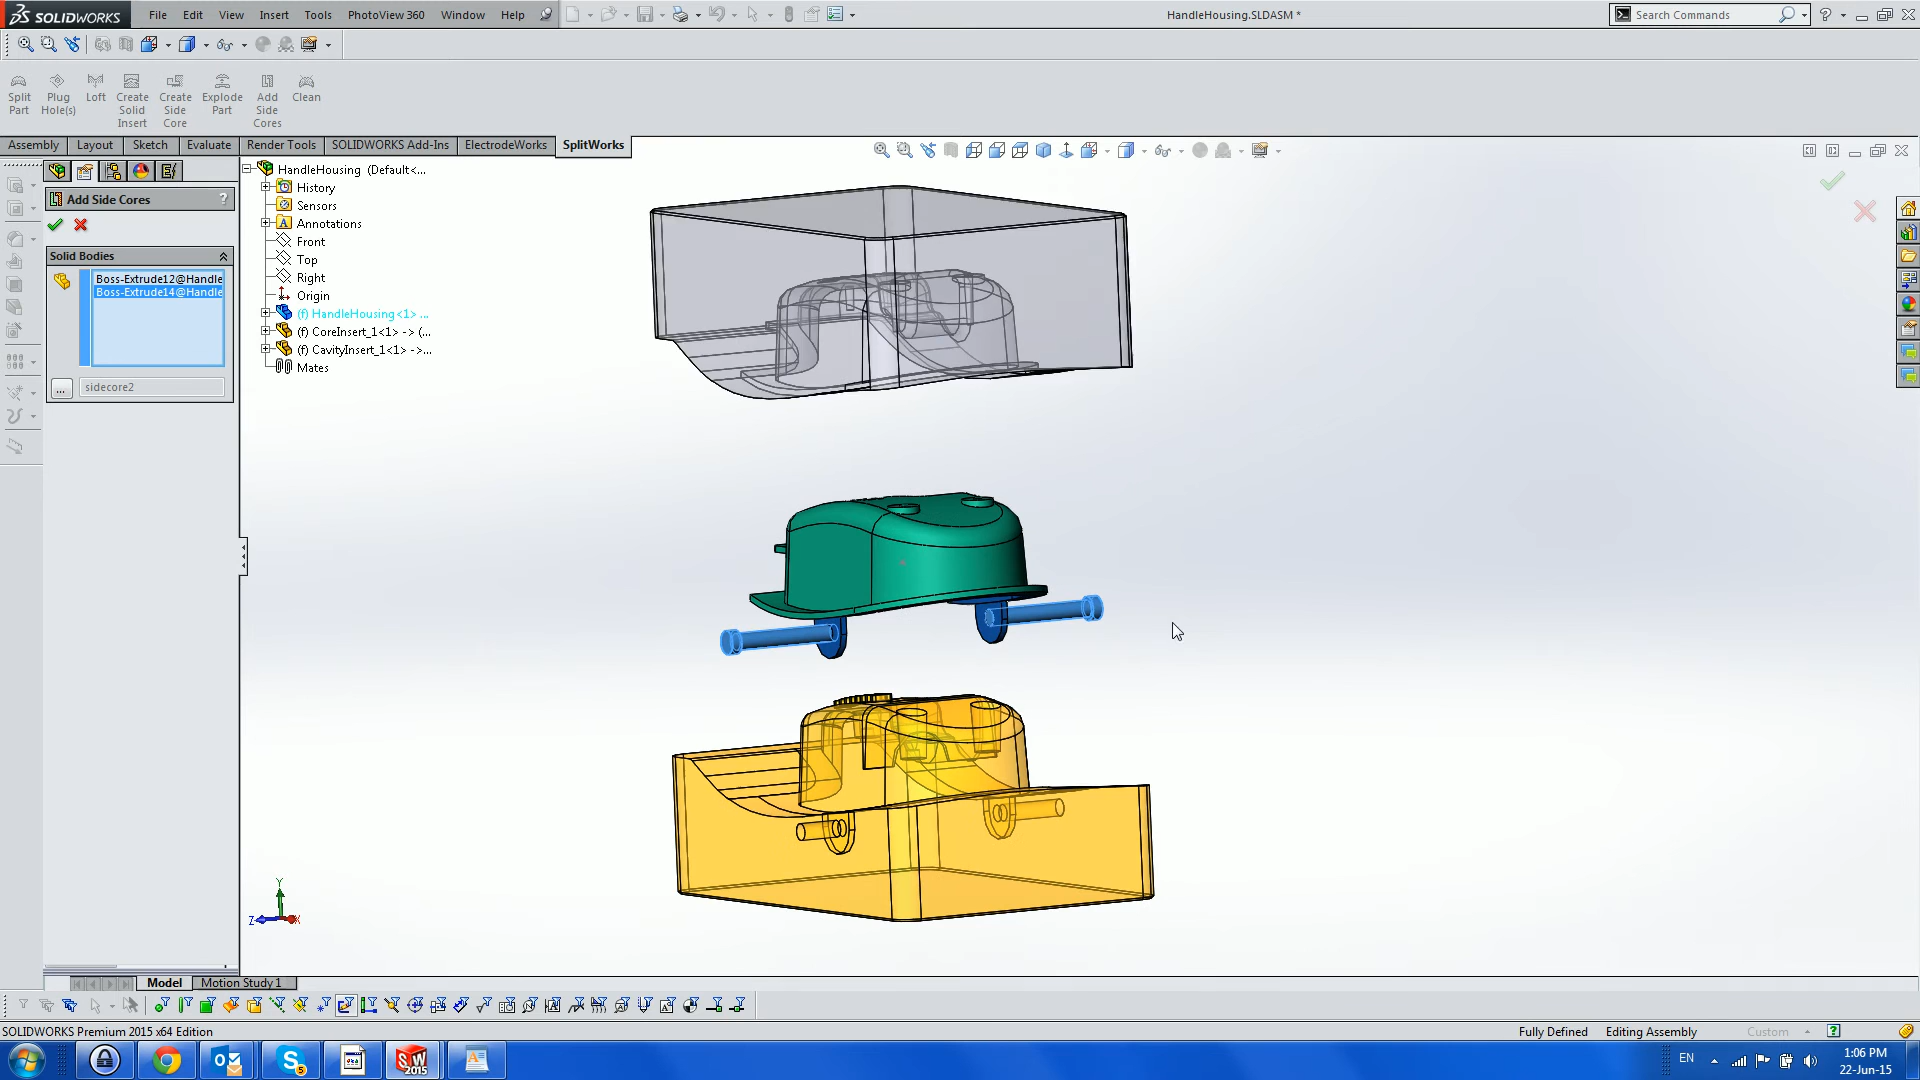 SOLIDWORKS
File Edit View Insert Tools PhotoView 360 Window Help
HandleHousing.SLDASM *
Search Commands
Split Part
Plug Hole(s)
Loft
Create Solid Insert
Create Side Core
Explode Part
Add Side Cores
Clean
Assembly Layout Sketch Evaluate Render Tools SOLIDWORKS Add-Ins ElectrodeWorks SplitWorks
HandleHousing (Default<...
Add Side Cores ?
History
Sensors
Annotations
Front
Solid Bodies
Top
Right
Boss-Extrude12@Handle
Boss-Extrude14@Handle
Origin
(f) HandleHousing<1> ...
(f) CoreInsert_1<1> -> (...
(f) CavityInsert_1<1> ->...
Mates
... sidecore2
Y
Z X
Model Motion Study 1
SOLIDWORKS Premium 2015 x64 Edition
Fully Defined Editing Assembly Custom
EN
1:06 PM
22-Jun-15